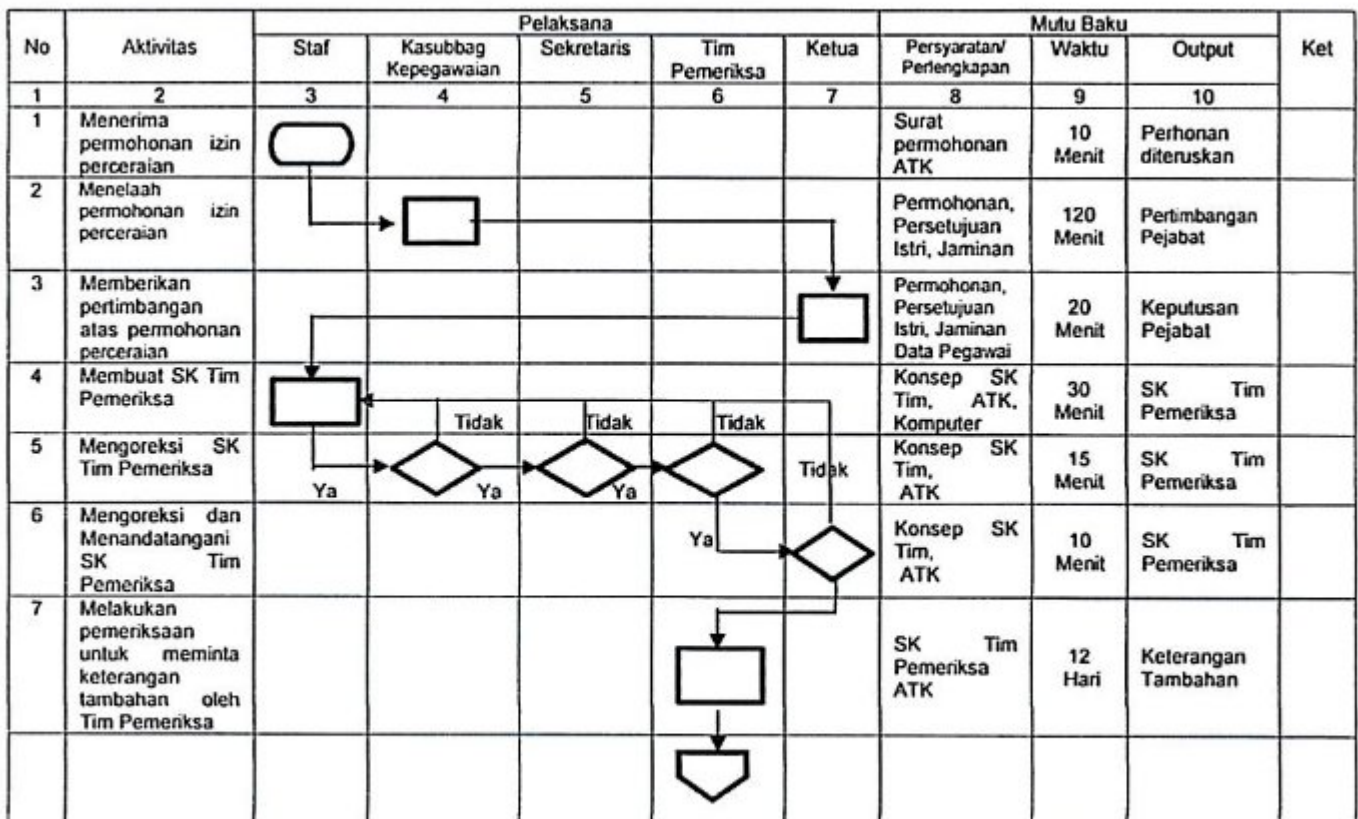 No Aktivitas Pelaksana Mutu Baku Ket
Staf Kasubbag Kepegawaian Sekretaris Tim Pemeriksa Ketua Persyaratan/ Perlengkapan Waktu Output
1 2 3 4 5 6 7 8 9 10
1 Menerima permohonan izin perceraian Surat permohonan ATK 10 Menit Perhonan diteruskan
2 Menelaah permohonan izin perceraian Permohonan, Persetujuan Istri, Jaminan 120 Menit Pertimbangan Pejabat
3 Memberikan pertimbangan atas permohonan perceraian Permohonan, Persetujuan Istri, Jaminan Data Pegawai 20 Menit Keputusan Pejabat
4 Membuat SK Tim Pemeriksa Tidak Tidak Tidak Konsep SK Tim, ATK, Komputer 30 Menit SK Tim Pemeriksa
5 Mengoreksi SK Tim Pemeriksa Ya Ya Ya Tidak Konsep SK Tim, ATK 15 Menit SK Tim Pemeriksa
6 Mengoreksi dan Menandatangani SK Tim Pemeriksa Ya Konsep SK Tim, ATK 10 Menit SK Tim Pemeriksa
7 Melakukan pemeriksaan untuk meminta keterangan tambahan oleh Tim Pemeriksa SK Tim Pemeriksa ATK 12 Hari Keterangan Tambahan